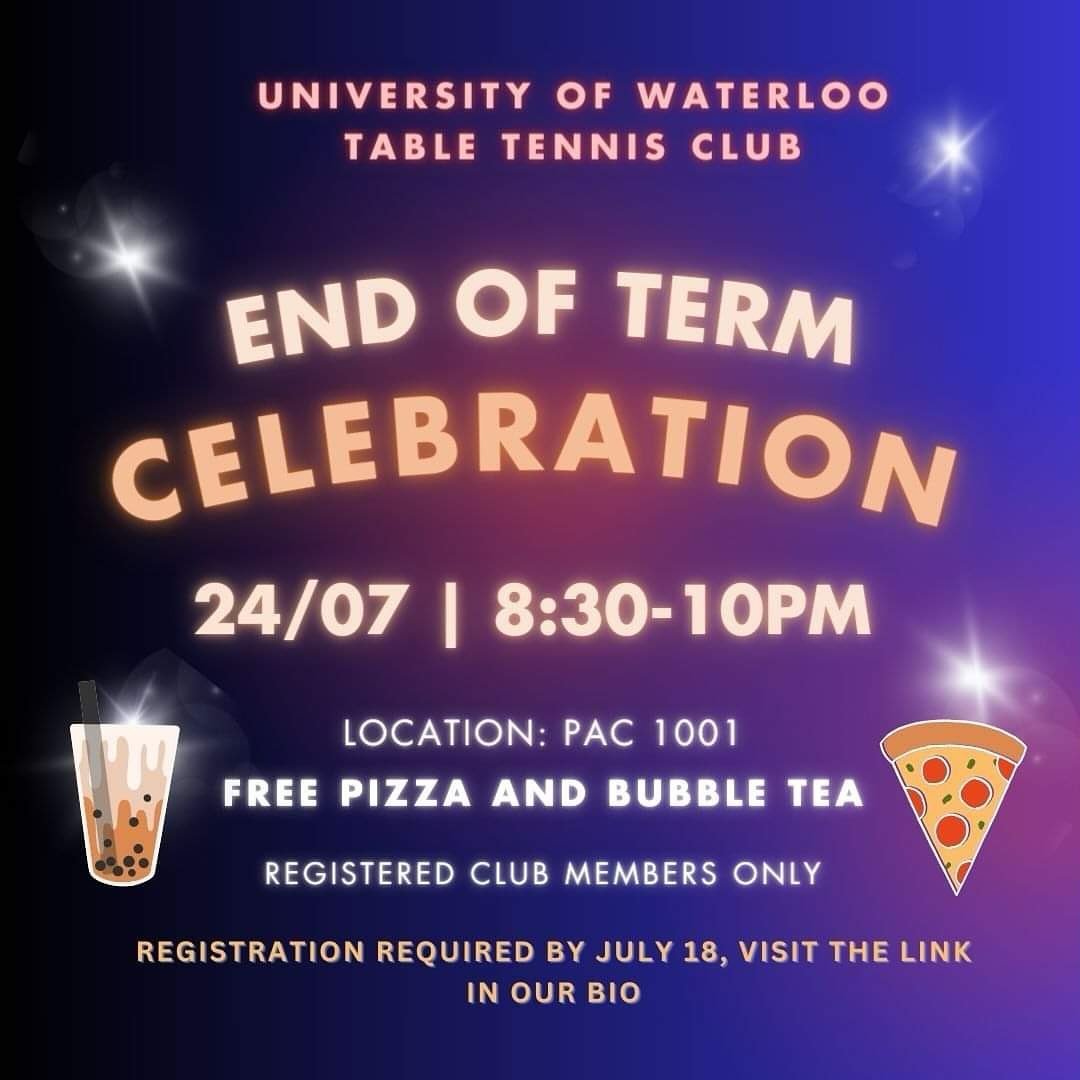 UNIVERSITY OF WATERLOO
TABLE TENNIS CLUB
END OF TERM
CELEBRATION
24/07 | 8:30-10PM
LOCATION: PAC 1001
FREE PIZZA AND BUBBLE TEA
REGISTERED CLUB MEMBERS ONLY
REGISTRATION REQUIRED BY JULY 18, VISIT THE LINK
IN OUR BIO